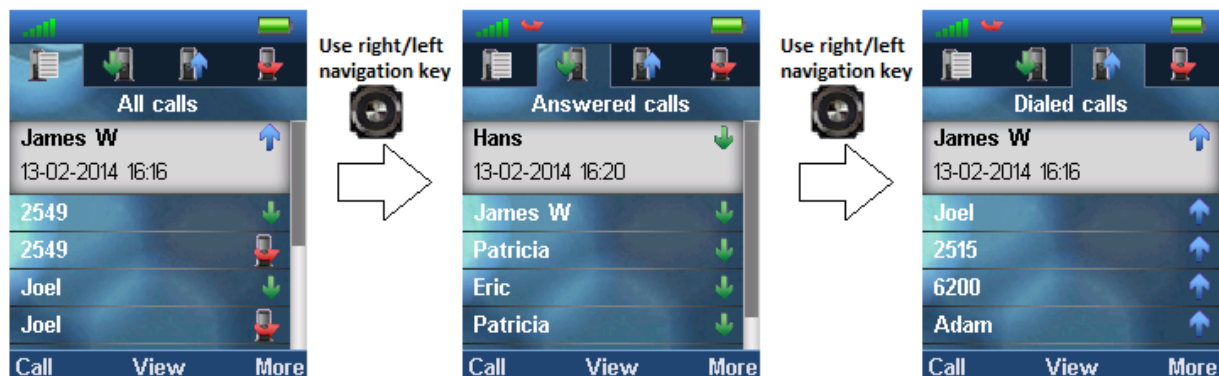 All calls
James W
13-02-2014 16:16
2549
2549
Joel
Joel
Call View More
Use right/left
navigation key
Answered calls
Hans
13-02-2014 16:20
James W
Patricia
Eric
Patricia
Call View More
Use right/left
navigation key
Dialed calls
James W
13-02-2014 16:16
Joel
2515
6200
Adam
Call View More